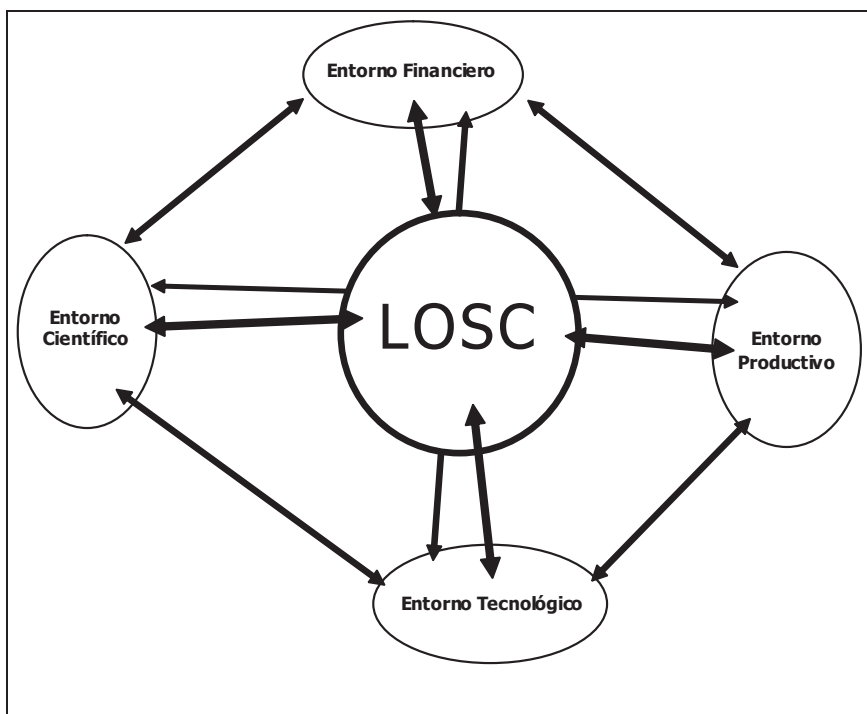 Entorno Financiero
Entorno
Científico
LOSC
Entorno
Productivo
Entorno Tecnológico